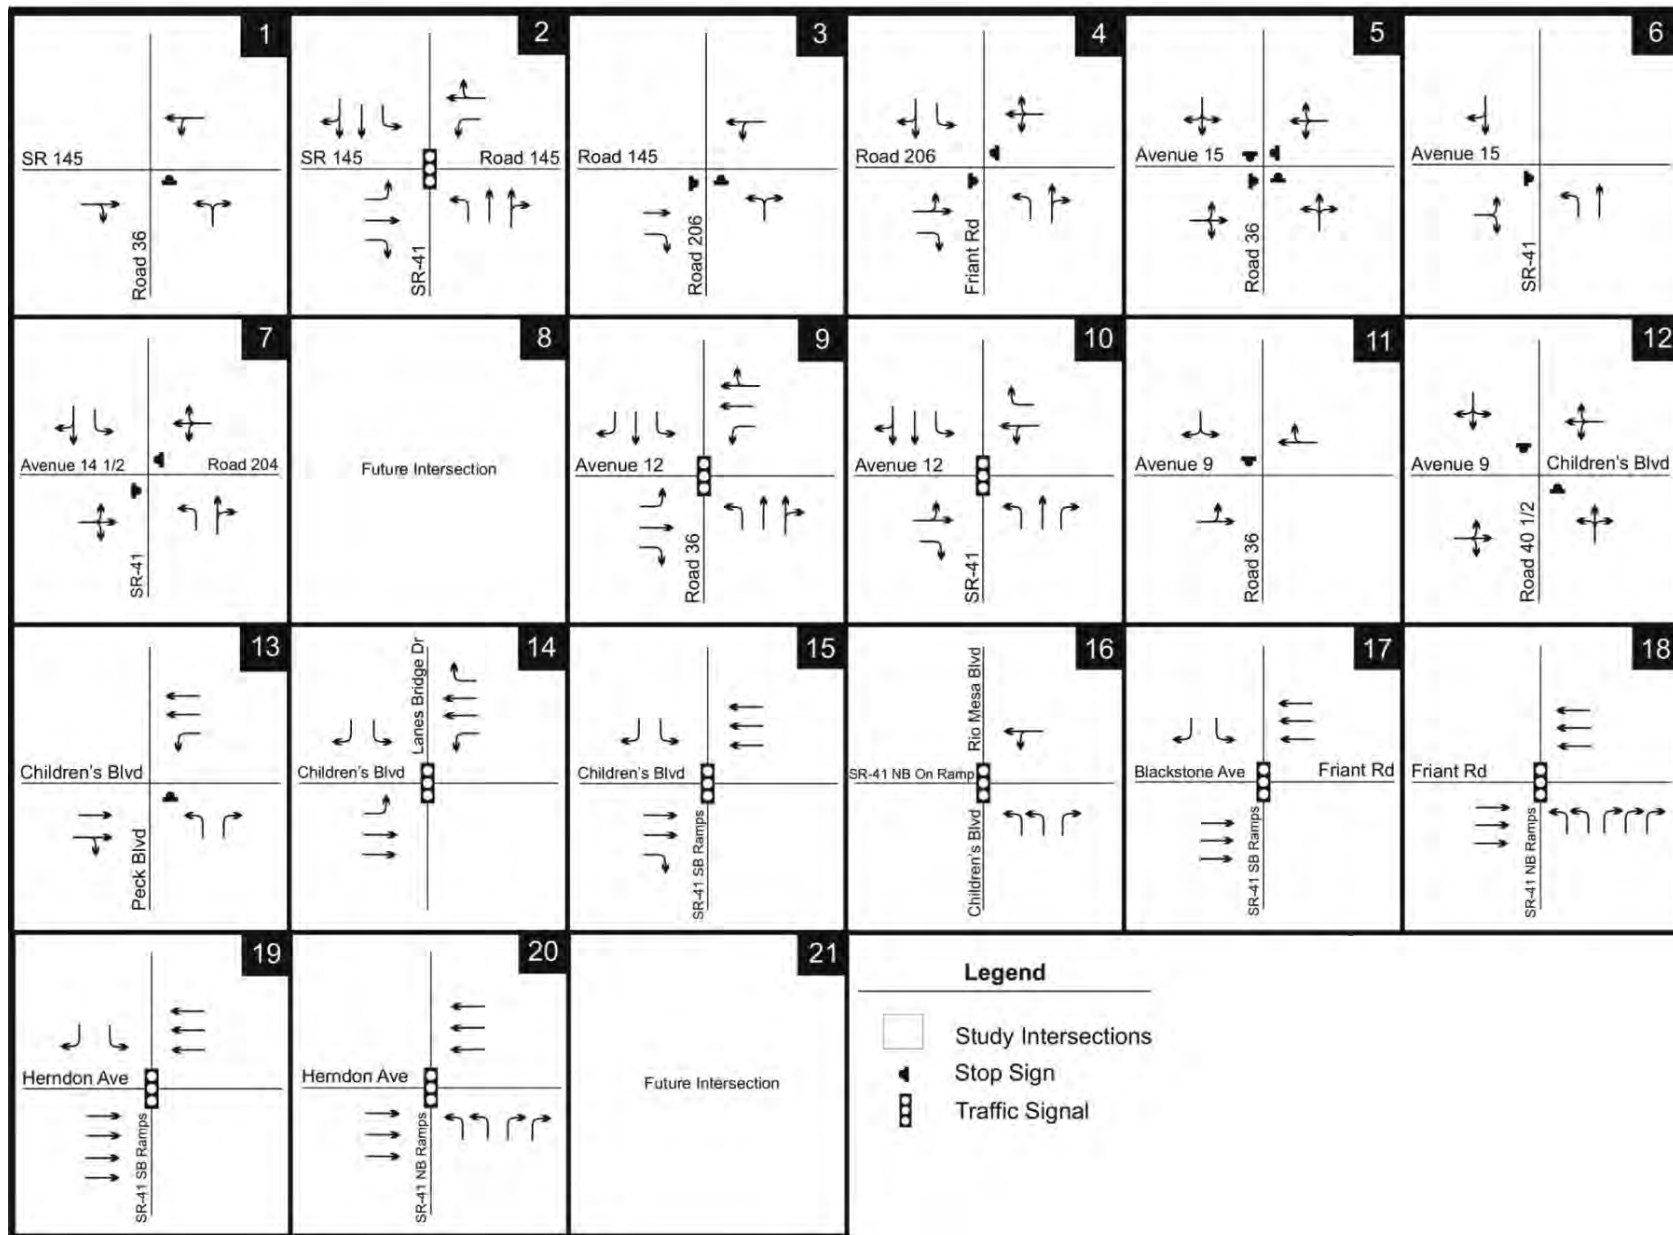 1
SR 145
Road 36
2
SR 145
Road 145
SR-41
3
Road 145
Road 206
4
Road 206
Friant Rd
5
Avenue 15
Road 36
6
Avenue 15
SR-41
7
Avenue 14 1/2
Road 204
SR-41
8
Future Intersection
9
Avenue 12
Road 36
10
Avenue 12
SR-41
11
Avenue 9
Road 36
12
Avenue 9
Children's Blvd
Road 40 1/2
13
Children's Blvd
Peck Blvd
14
Lanes Bridge Dr
Children's Blvd
15
Children's Blvd
SR-41 SB Ramps
16
Rio Mesa Blvd
SR-41 NB On Ramp
Children's Blvd
17
Blackstone Ave
Friant Rd
SR-41 SB Ramps
18
Friant Rd
SR-41 NB Ramps
19
Herndon Ave
SR-41 SB Ramps
20
Herndon Ave
SR-41 NB Ramps
21
Future Intersection
Legend
Study Intersections
Stop Sign
Traffic Signal